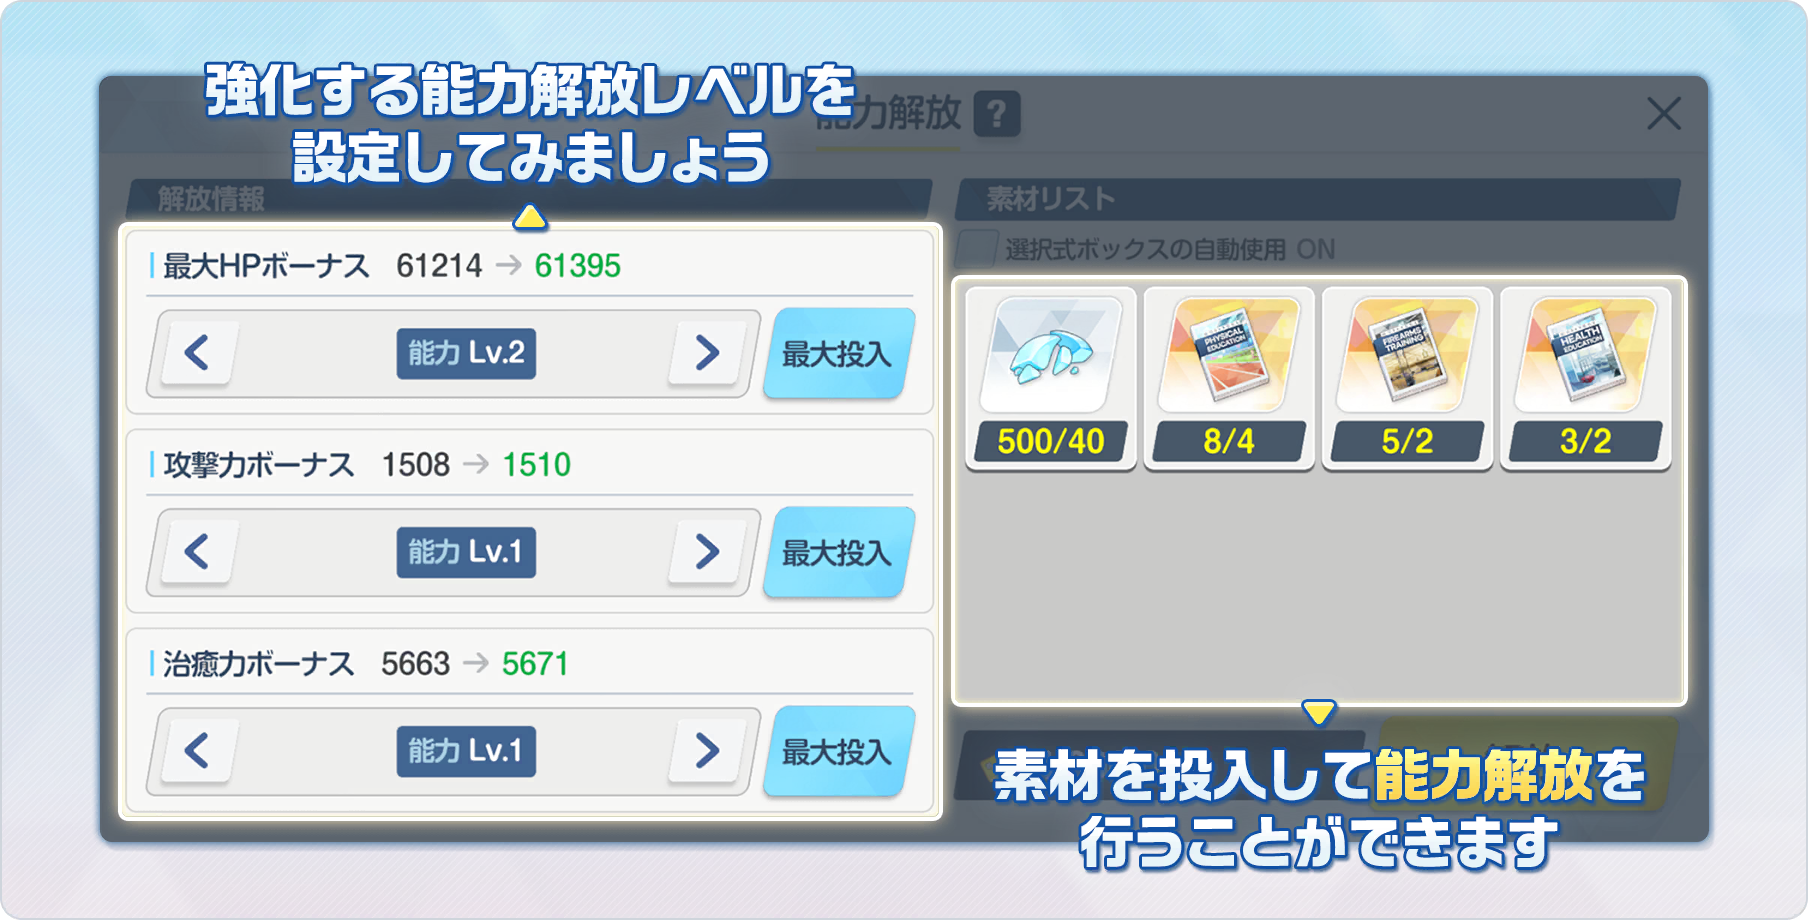 強化する能力解放レベルを
設定してみましょう
能力解放 ?
解放情報
最大HPボーナス 61214 → 61395
能力 Lv.2
最大投入
攻撃力ボーナス 1508 → 1510
能力 Lv.1
最大投入
治癒力ボーナス 5663 → 5671
能力 Lv.1
最大投入
素材リスト
選択式ボックスの自動使用 ON
PHYSICAL
EDUCATION
FIREARMS
TRAINING
HEALTH
EDUCATION
500/40
8/4
5/2
3/2
素材を投入して能力解放を
行うことができます